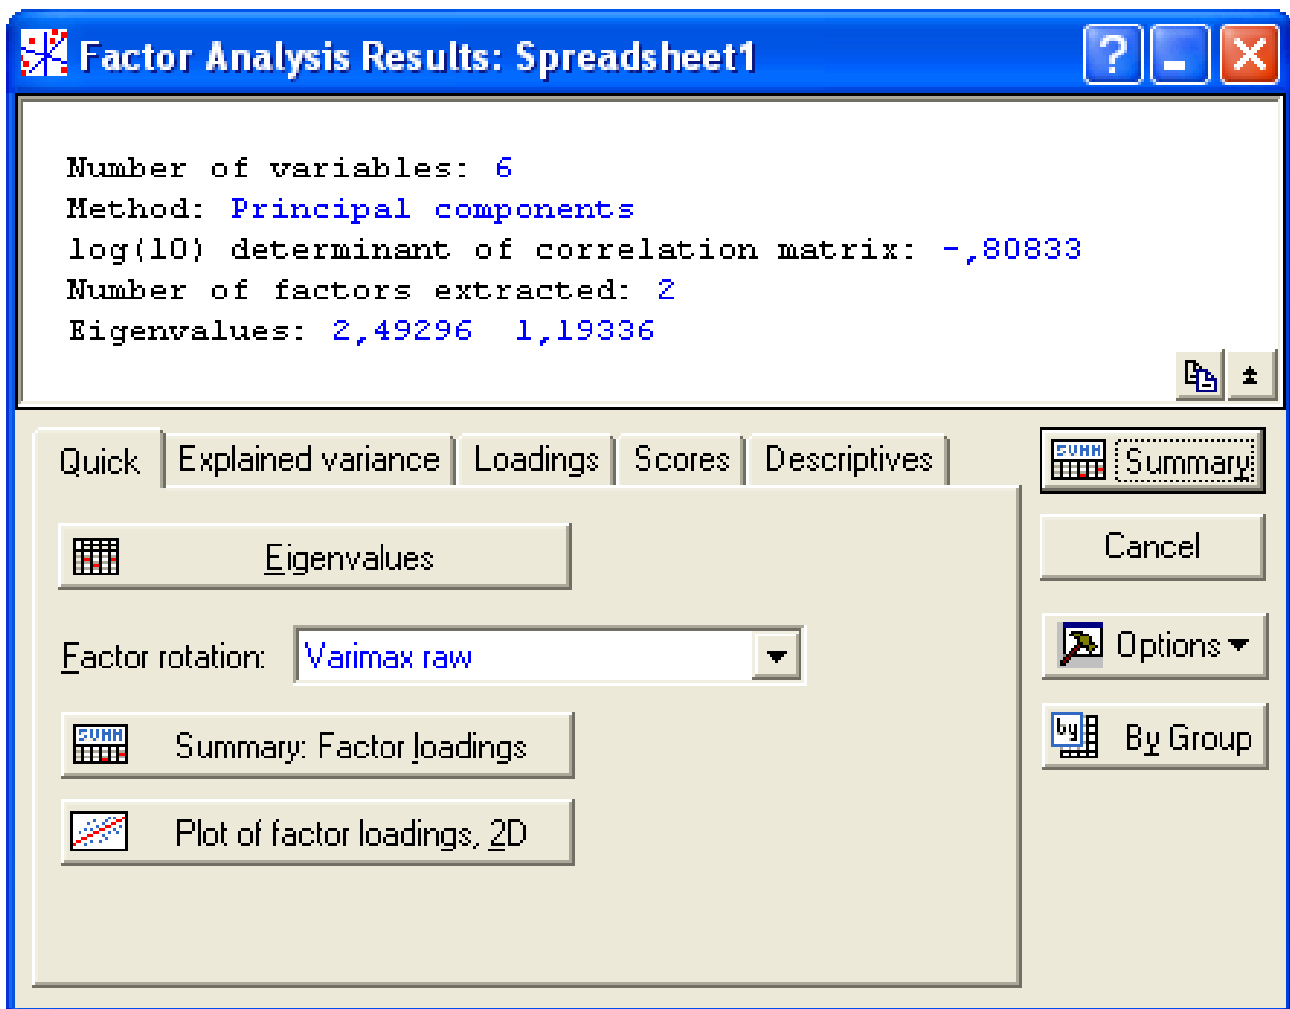 Factor Analysis Results: Spreadsheet1
Number of variables: 6
Method: Principal components
log(10) determinant of correlation matrix: -,80833
Number of factors extracted: 2
Eigenvalues: 2,49296 1,19336
Quick Explained variance Loadings Scores Descriptives
Eigenvalues
Factor rotation: Varimax raw
SUMM Summary: Factor loadings
Plot of factor loadings, 2D
SUMM Summary
Cancel
Options
by By Group